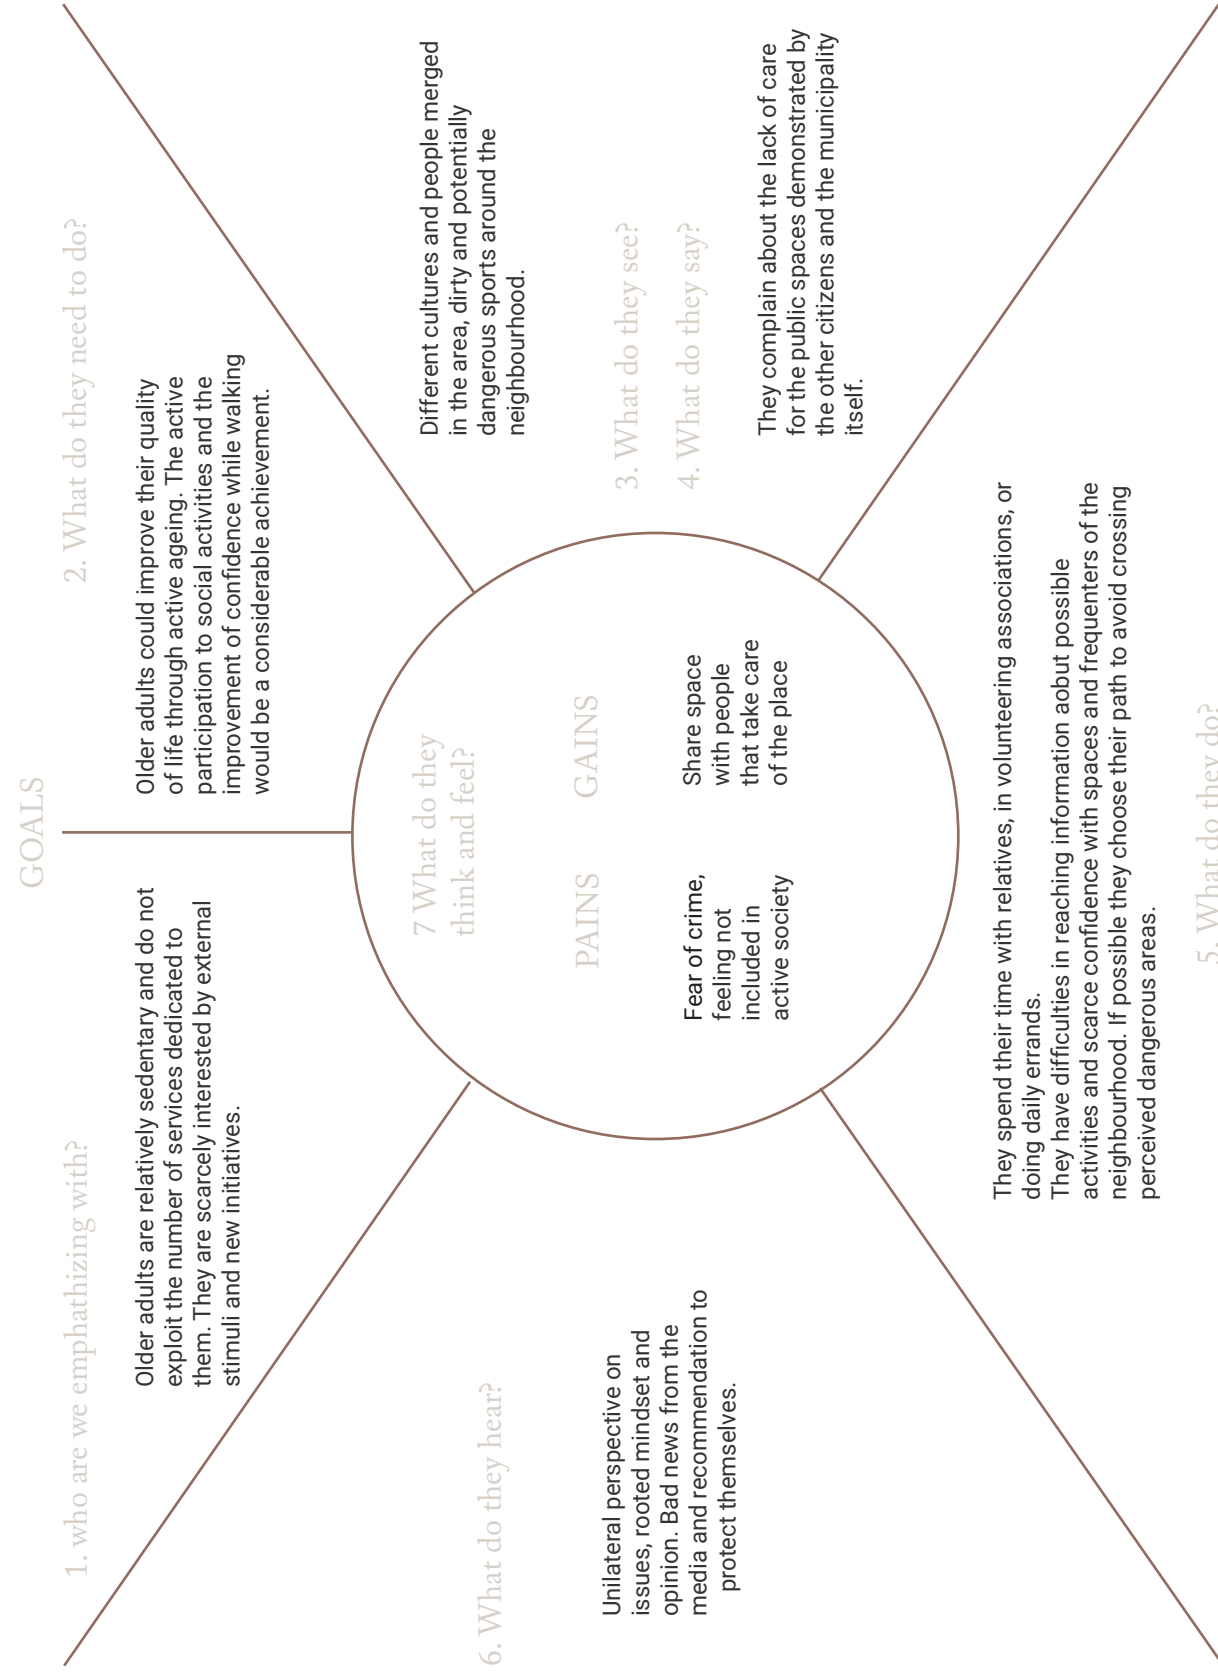 GOALS
1. who are we emphathizing with?
Older adults are relatively sedentary and do not
exploit the number of services dedicated to
them. They are scarcely interested by external
stimuli and new initiatives.
2. What do they need to do?
Older adults could improve their quality
of life through active ageing. The active
participation to social activities and the
improvement of confidence while walking
would be a considerable achievement.
Different cultures and people merged
in the area, dirty and potentially
dangerous sports around the
neighbourhood.
3. What do they see?
4. What do they say?
They complain about the lack of care
for the public spaces demonstrated by
the other citizens and the municipality
itself.
They spend their time with relatives, in volunteering associations, or
doing daily errands.
They have difficulties in reaching information aobut possible
activities and scarce confidence with spaces and frequenters of the
neighbourhood. If possible they choose their path to avoid crossing
perceived dangerous areas.
5. What do they do?
6. What do they hear?
Unilateral perspective on
issues, rooted mindset and
opinion. Bad news from the
media and recommendation to
protect themselves.
7 What do they
think and feel?
PAINS
Fear of crime,
feeling not
included in
active society
GAINS
Share space
with people
that take care
of the place